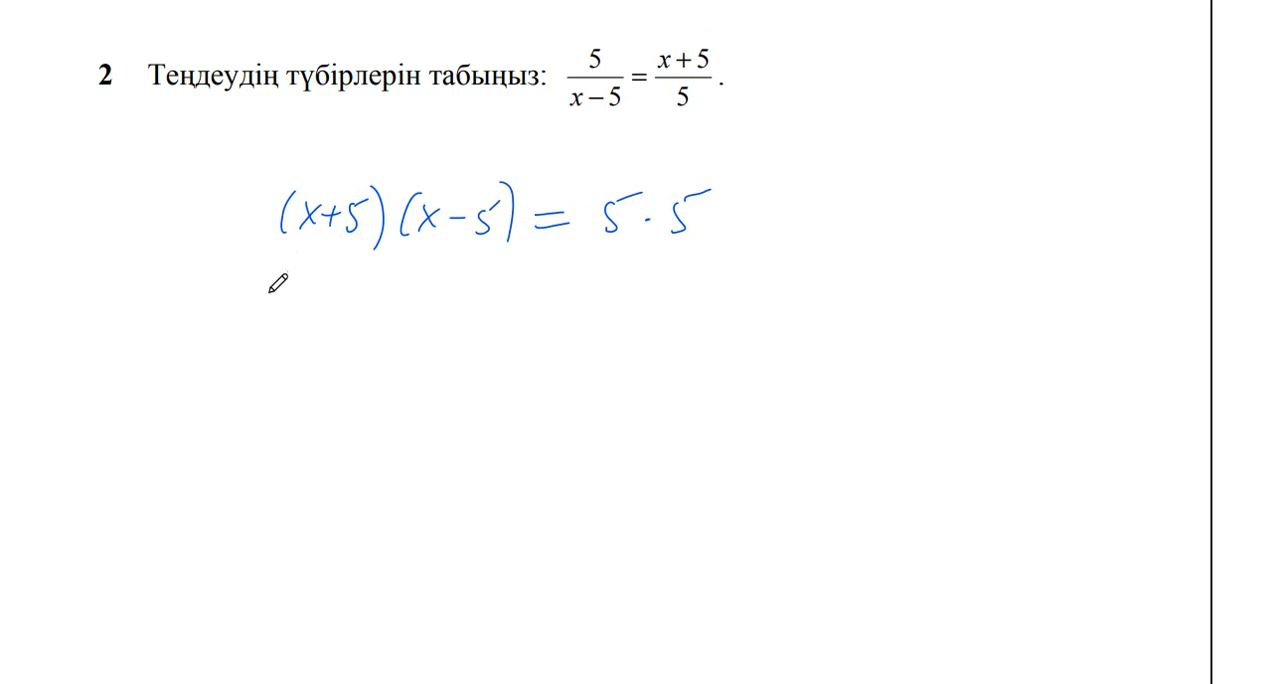 2 Теңдеудің түбірлерін табыңыз: 5/(x−5) = (x+5)/5.
(x+5)(x−5) = 5·5